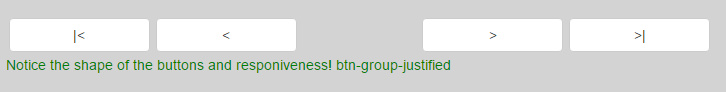 |< < > >|
Notice the shape of the buttons and responiveness! btn-group-justified